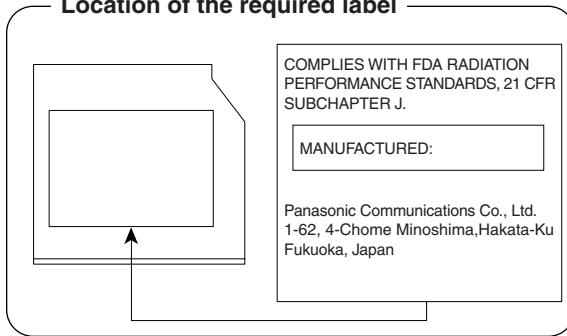 Location of the required label
COMPLIES WITH FDA RADIATION
PERFORMANCE STANDARDS, 21 CFR
SUBCHAPTER J.
MANUFACTURED:
Panasonic Communications Co., Ltd.
1-62, 4-Chome Minoshima,Hakata-Ku
Fukuoka, Japan